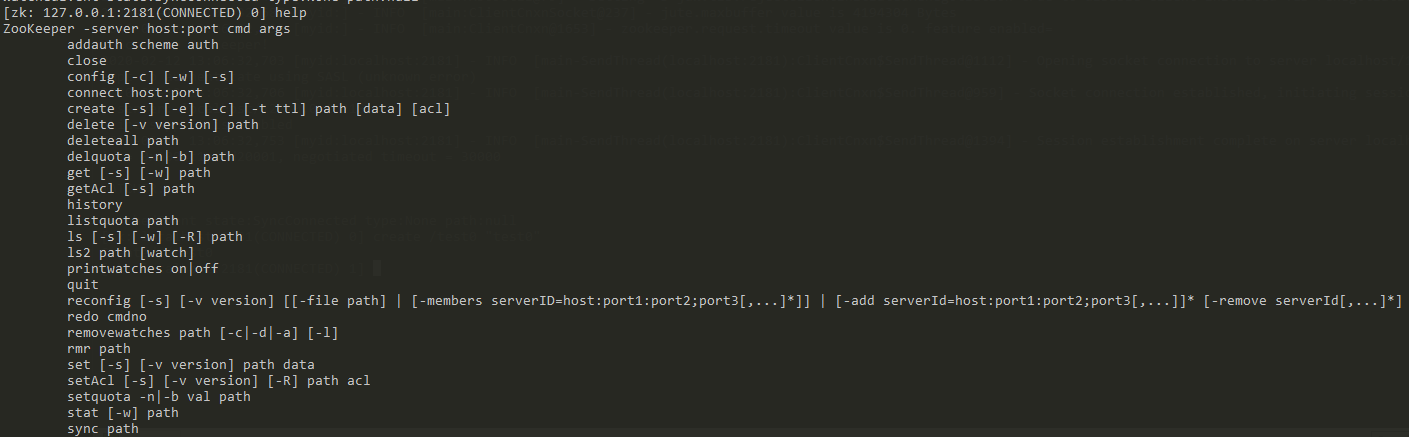 [zk: 127.0.0.1:2181(CONNECTED) 0] help
ZooKeeper -server host:port cmd args
addauth scheme auth
close
config [-c] [-w] [-s]
connect host:port
create [-s] [-e] [-c] [-t ttl] path [data] [acl]
delete [-v version] path
deleteall path
delquota [-n|-b] path
get [-s] [-w] path
getAcl [-s] path
history
listquota path
ls [-s] [-w] [-R] path
ls2 path [watch]
printwatches on|off
quit
reconfig [-s] [-v version] [[-file path] | [-members serverID=host:port1:port2;port3[,...]*]] | [-add serverId=host:port1:port2;port3[,...]]* [-remove serverId[,...]*]
redo cmdno
removewatches path [-c|-d|-a] [-l]
rmr path
set [-s] [-v version] path data
setAcl [-s] [-v version] [-R] path acl
setquota -n|-b val path
stat [-w] path
sync path